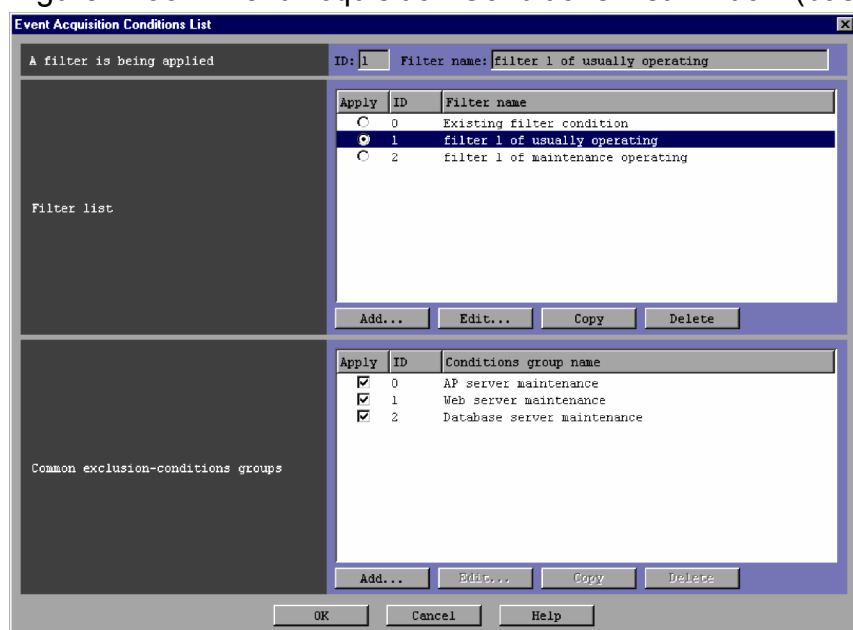 Event Acquisition Conditions List
A filter is being applied
ID: 1 Filter name: filter 1 of usually operating
Filter list
Apply ID Filter name
0 Existing filter condition
1 filter 1 of usually operating
2 filter 1 of maintenance operating
Add... Edit... Copy Delete
Common exclusion-conditions groups
Apply ID Conditions group name
0 AP server maintenance
1 Web server maintenance
2 Database server maintenance
Add... Edit... Copy Delete
OK Cancel Help